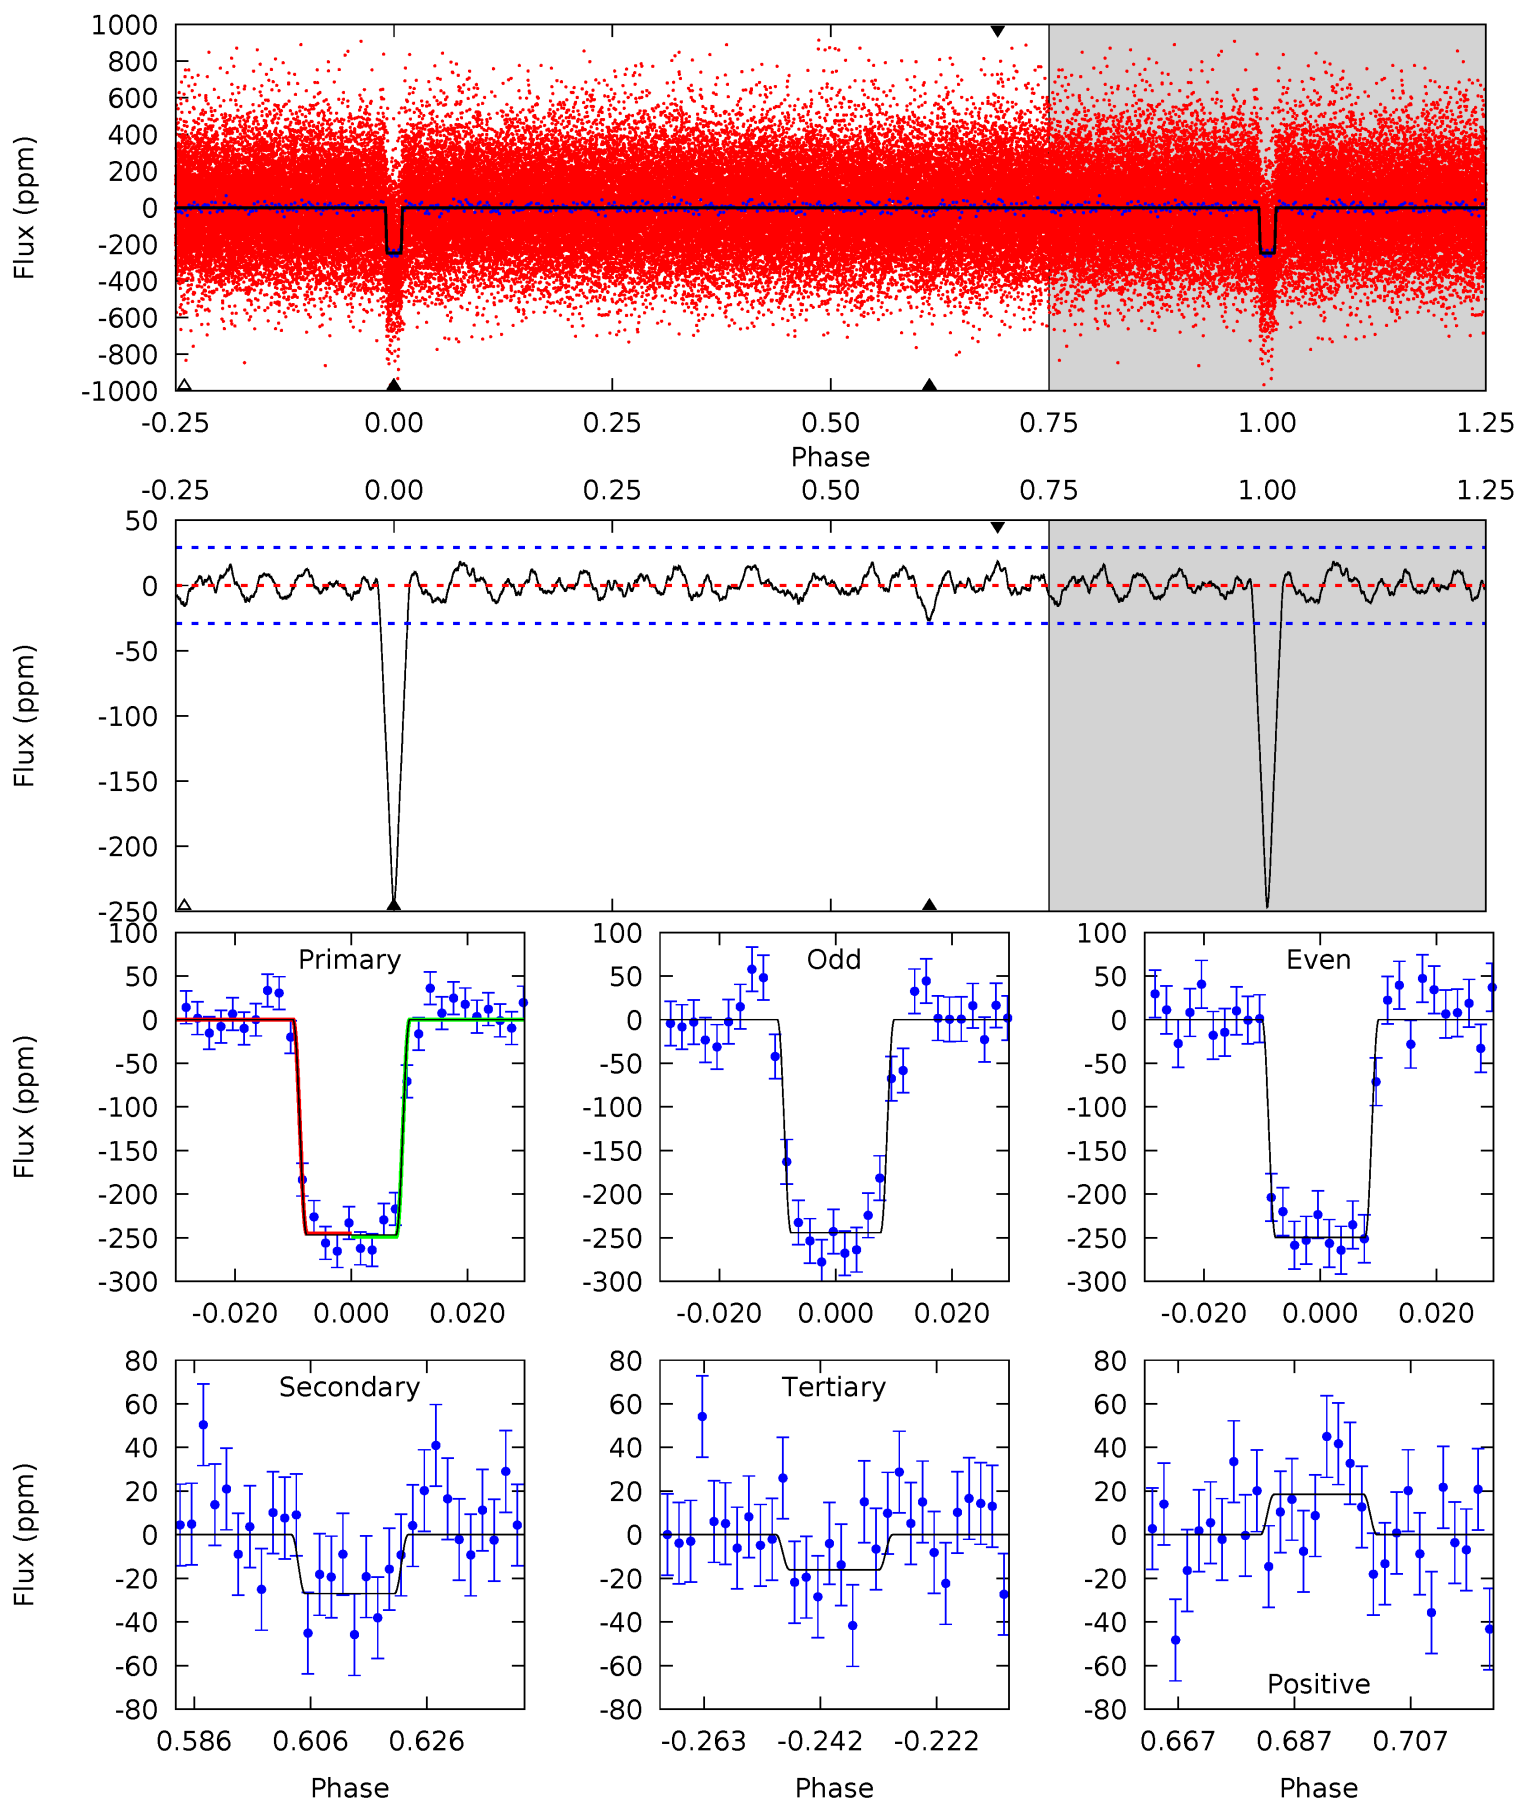 1000
800
600
400
200
0
-200
-400
-600
-800
-1000
Flux (ppm)
-0.25 0.00 0.25 0.50 0.75 1.00 1.25
Phase
-0.25 0.00 0.25 0.50 0.75 1.00 1.25
50
0
-50
-100
-150
-200
-250
Flux (ppm)
Primary Odd Even
100 100 100
50 50 50
0 0 0
-50 -50 -50
-100 -100 -100
-150 -150 -150
-200 -200 -200
-250 -250 -250
-300 -300 -300
Flux (ppm)
-0.020 0.000 0.020 -0.020 0.000 0.020 -0.020 0.000 0.020
Secondary Tertiary Positive
80 80 80
60 60 60
40 40 40
20 20 20
0 0 0
-20 -20 -20
-40 -40 -40
-60 -60 -60
-80 -80 -80
Flux (ppm)
0.586 0.606 0.626 -0.263 -0.242 -0.222 0.667 0.687 0.707
Phase Phase Phase